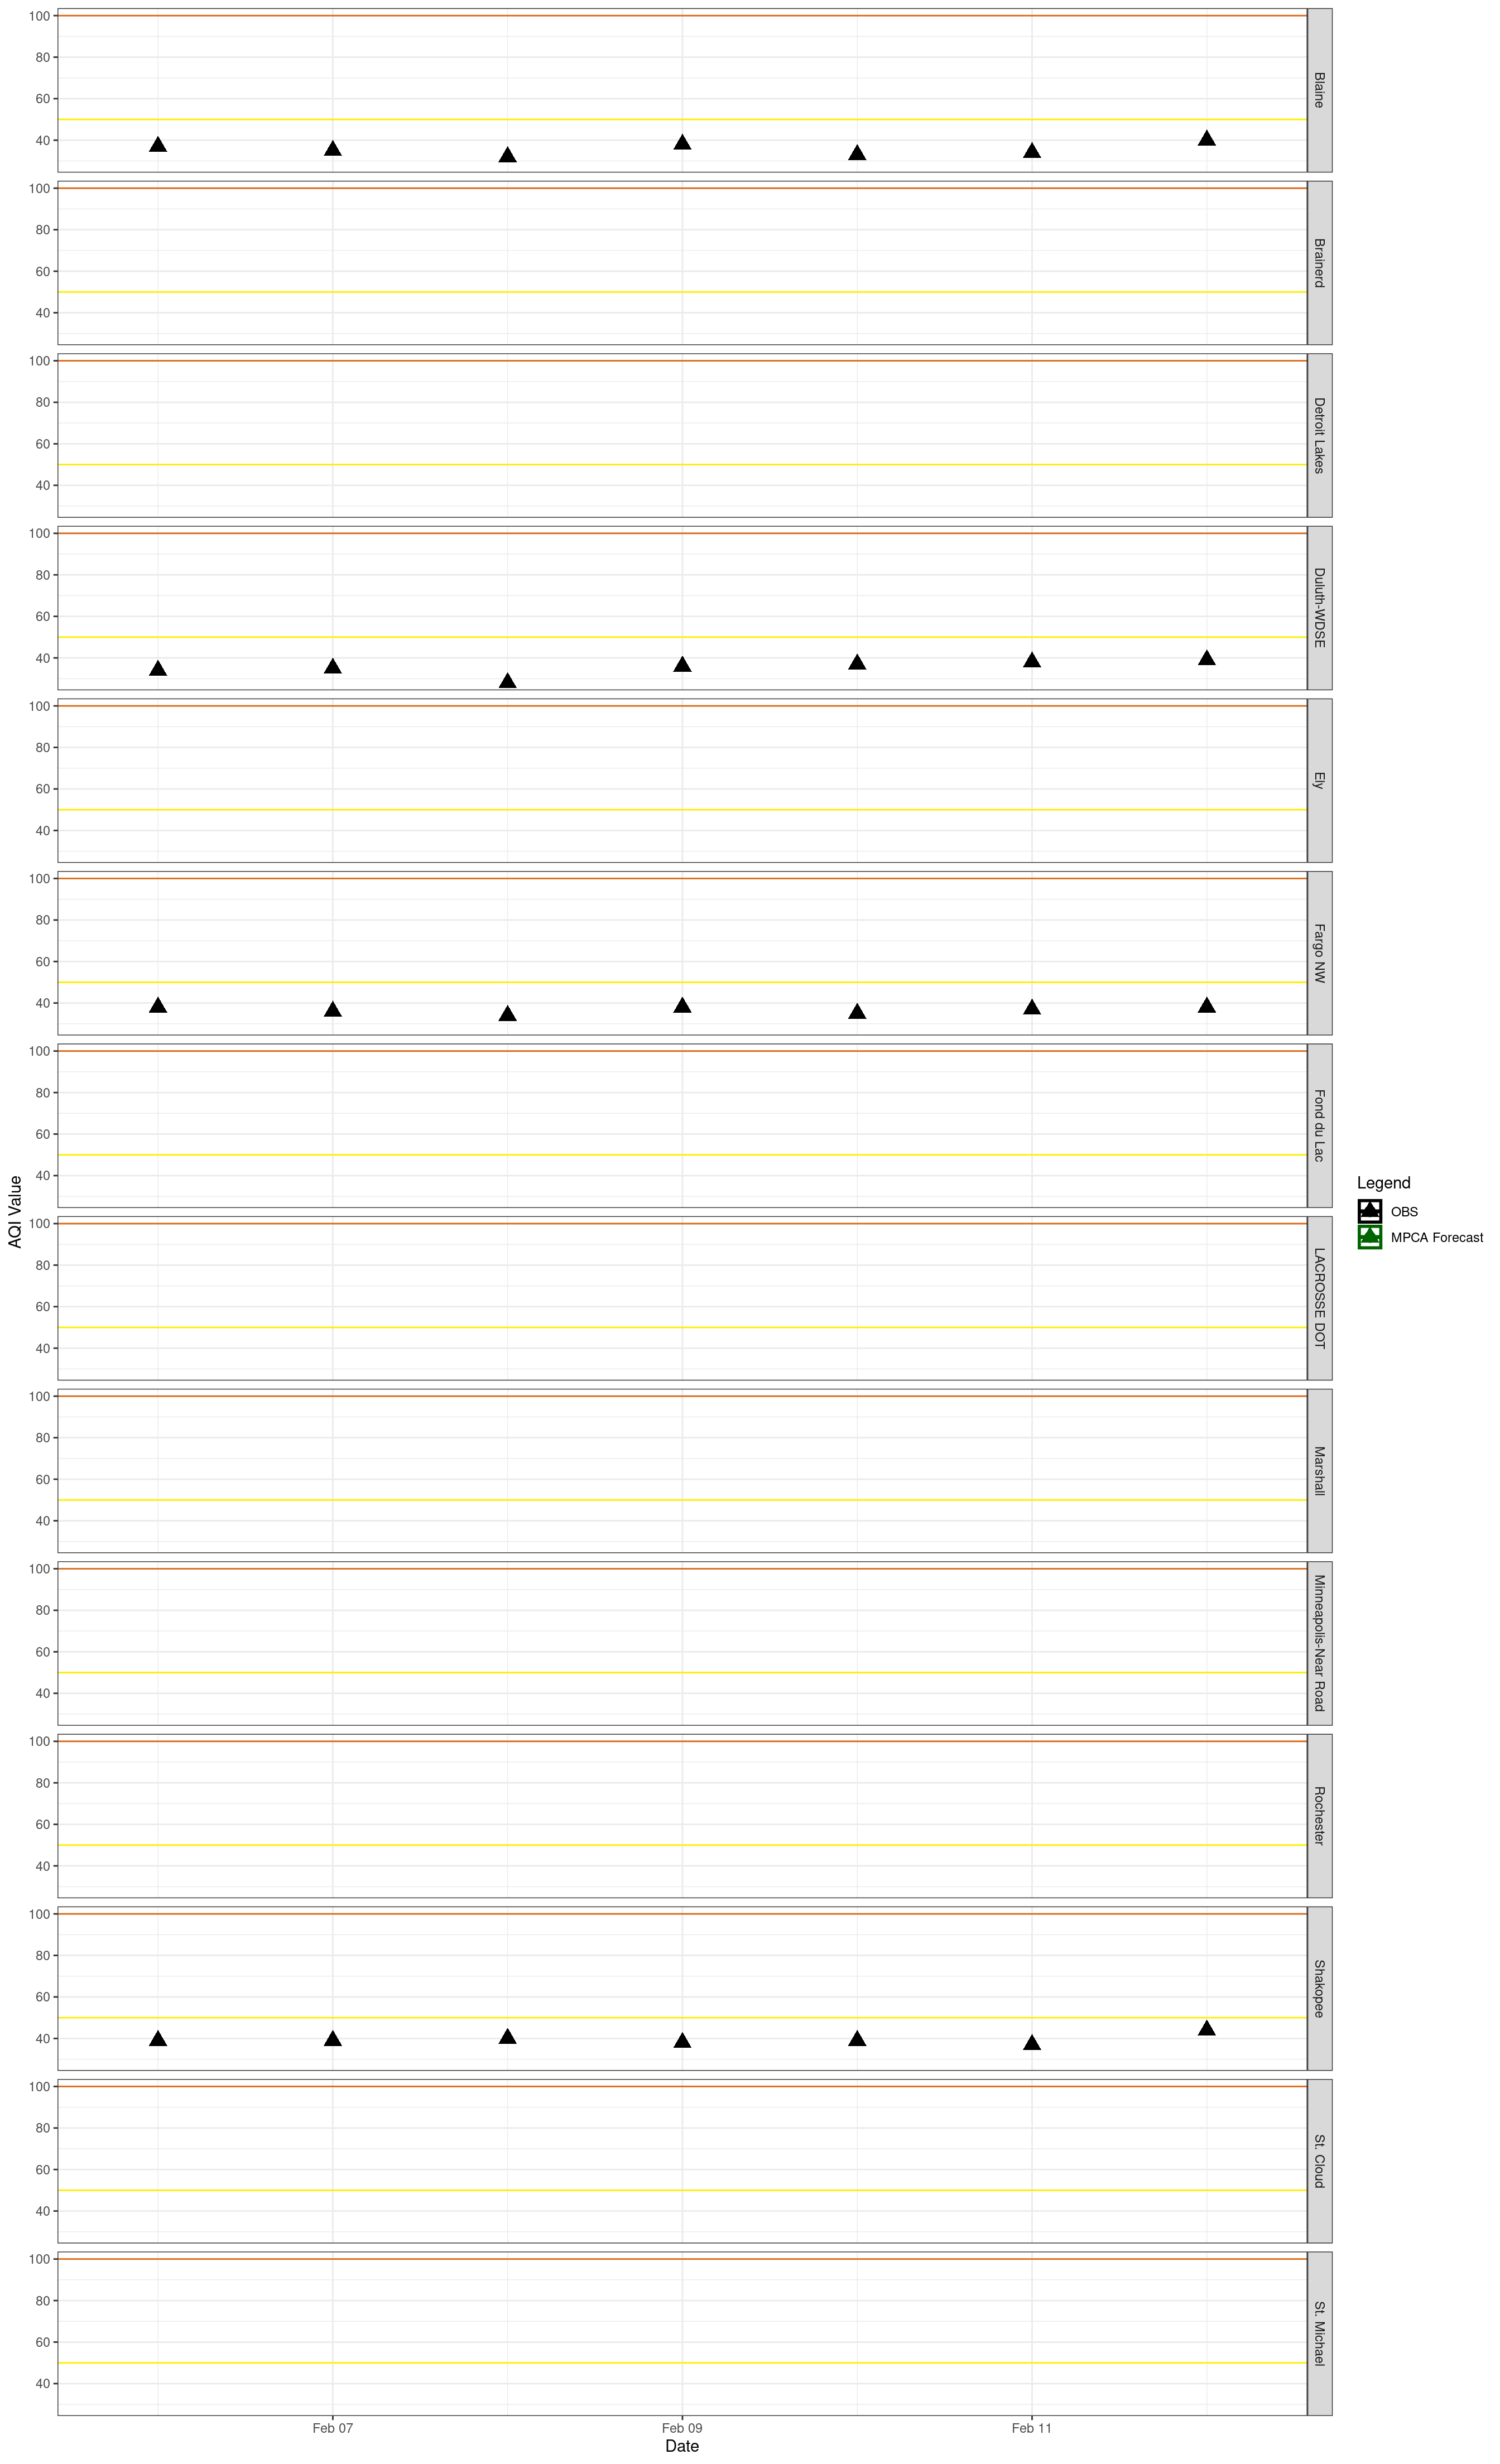 100
80
60
40
Blaine
100
80
60
40
Brainerd
100
80
60
40
Detroit Lakes
100
80
60
40
Duluth-WDSE
100
80
60
40
Ely
100
80
60
40
Fargo NW
100
80
60
40
Fond du Lac
100
80
60
40
LACROSSE DOT
100
80
60
40
Marshall
100
80
60
40
Minneapolis-Near Road
100
80
60
40
Rochester
100
80
60
40
Shakopee
100
80
60
40
St. Cloud
100
80
60
40
St. Michael
AQI Value
Feb 07
Feb 09
Feb 11
Date
Legend
OBS
MPCA Forecast